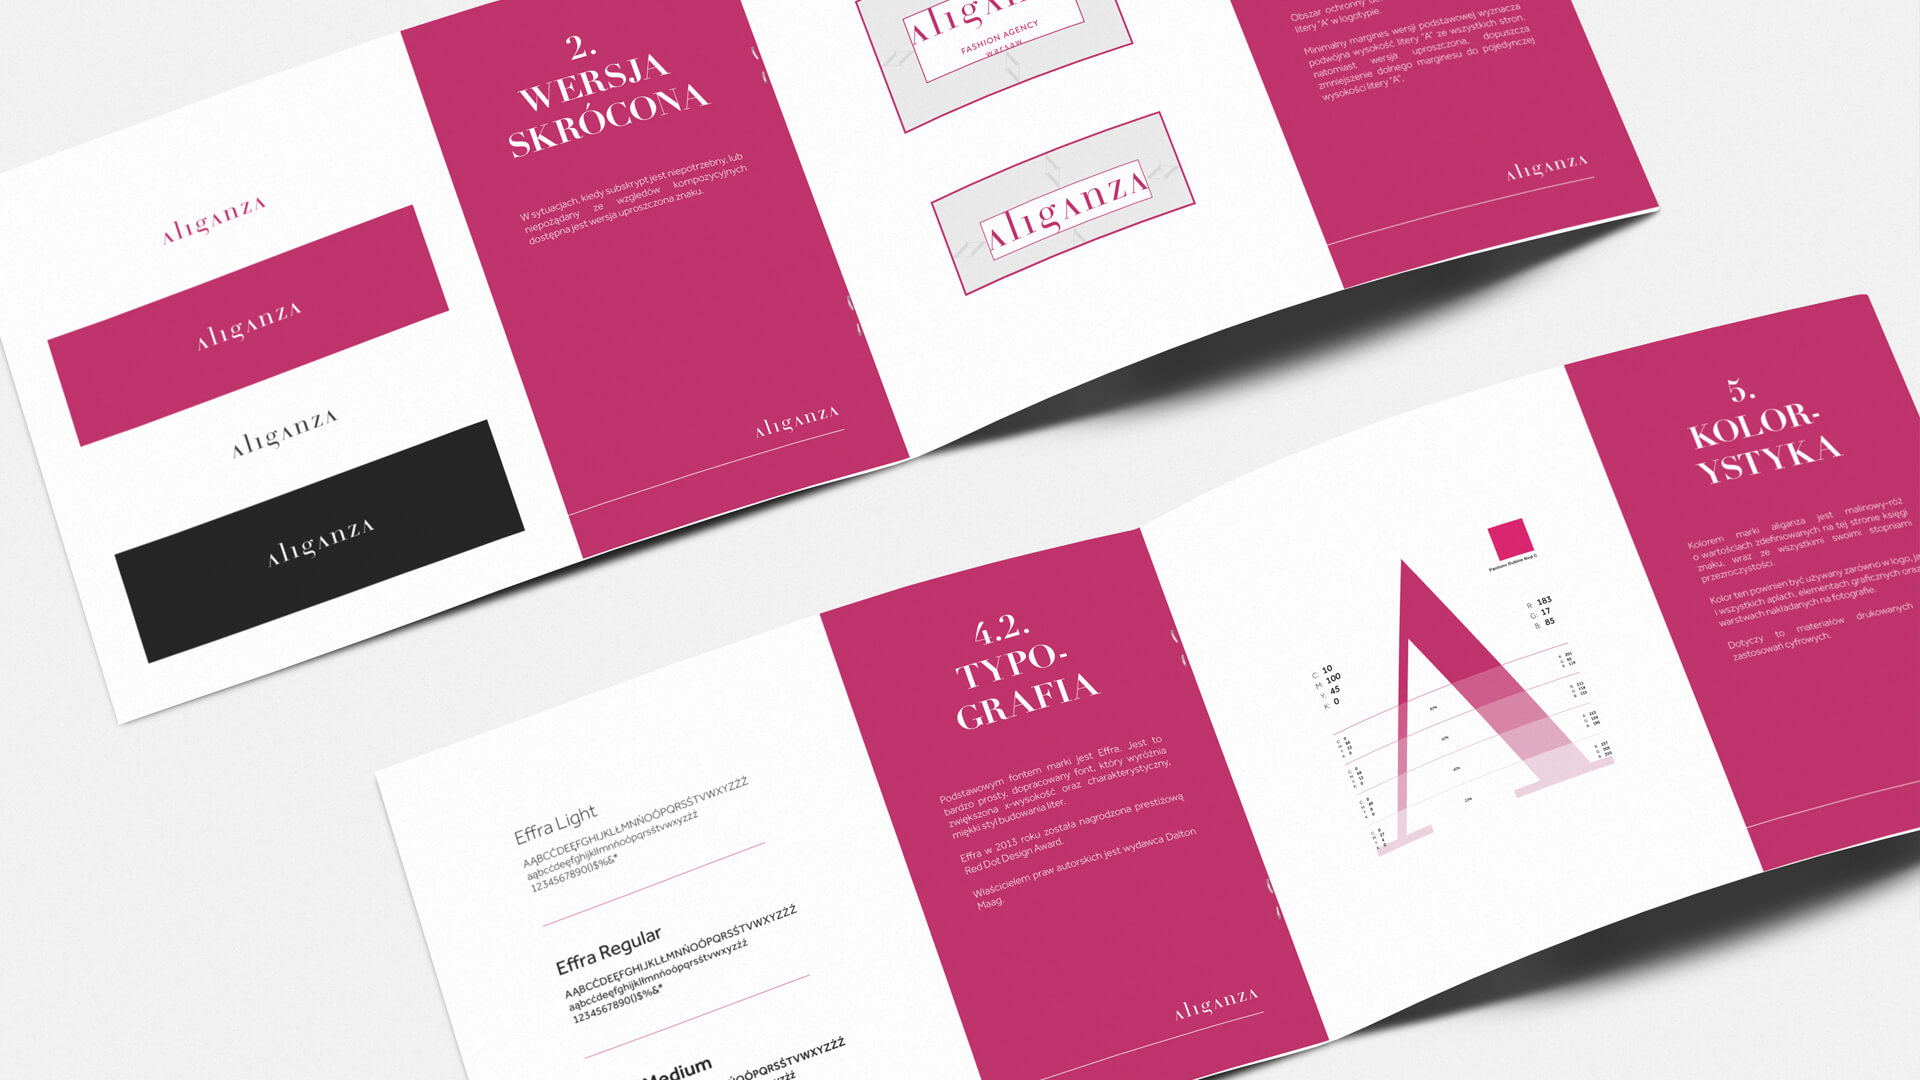 aliganza
aliganza
aliganza
aliganza
2.
WERSJA
SKRÓCONA
W sytuacjach, kiedy subskrypt jest niepotrzebny, lub
niepożądany ze względów kompozycyjnych
dostępna jest wersja uproszczona znaku.
aliganza
aliganza
FASHION AGENCY
warsaw
aliganza
Obszar ochronny
litery "A" w logotypie.
Minimalny margines wersji podstawowej wyznacza
podwójna wysokość litery "A" ze wszystkich stron,
natomiast wersja uproszczona, dopuszcza
zmniejszenie dolnego marginesu do pojedynczej
wysokości litery "A".
aliganza
Effra Light
AĄBCĆDEĘFGHIJKLŁMNŃOÓPQRSŚTVWXYZŹŻ
aąbcćdeęfghijklłmnńoópqrsśtvwxyzźż
1234567890()$%&*
Effra Regular
AĄBCĆDEĘFGHIJKLŁMNŃOÓPQRSŚTVWXYZŹŻ
aąbcćdeęfghijklłmnńoópqrsśtvwxyzźż
1234567890()$%&*
Medium
OÓPQRSŚTVWXYZŹŻ
4.2.
TYPO-
GRAFIA
Podstawowym fontem marki jest Effra. Jest to
bardzo prosty, dopracowany font, który wyróżnia
zwiększona x-wysokość oraz charakterystyczny,
miękki styl budowania liter.
Effra w 2013 roku została nagrodzona prestiżową
Red Dot Design Award.
Właścicielem praw autorskich jest wydawca Dalton
Maag.
aliganza
Pantone Rubine Red C
R: 183
G: 17
B: 85
C: 10
M: 100
Y: 45
K: 0
5.
KOLOR-
YSTYKA
Kolorem marki aliganza jest malinowy-róż
o wartościach zdefiniowanych na tej stronie księgi
znaku, wraz ze wszystkimi swoimi stopniami
przezroczystości.
Kolor ten powinien być używany zarówno w logo,
i wszystkich aplach, elementach graficznych oraz
warstwach nakładanych na fotografie.
Dotyczy to materiałów drukowanych
zastosowań cyfrowych.